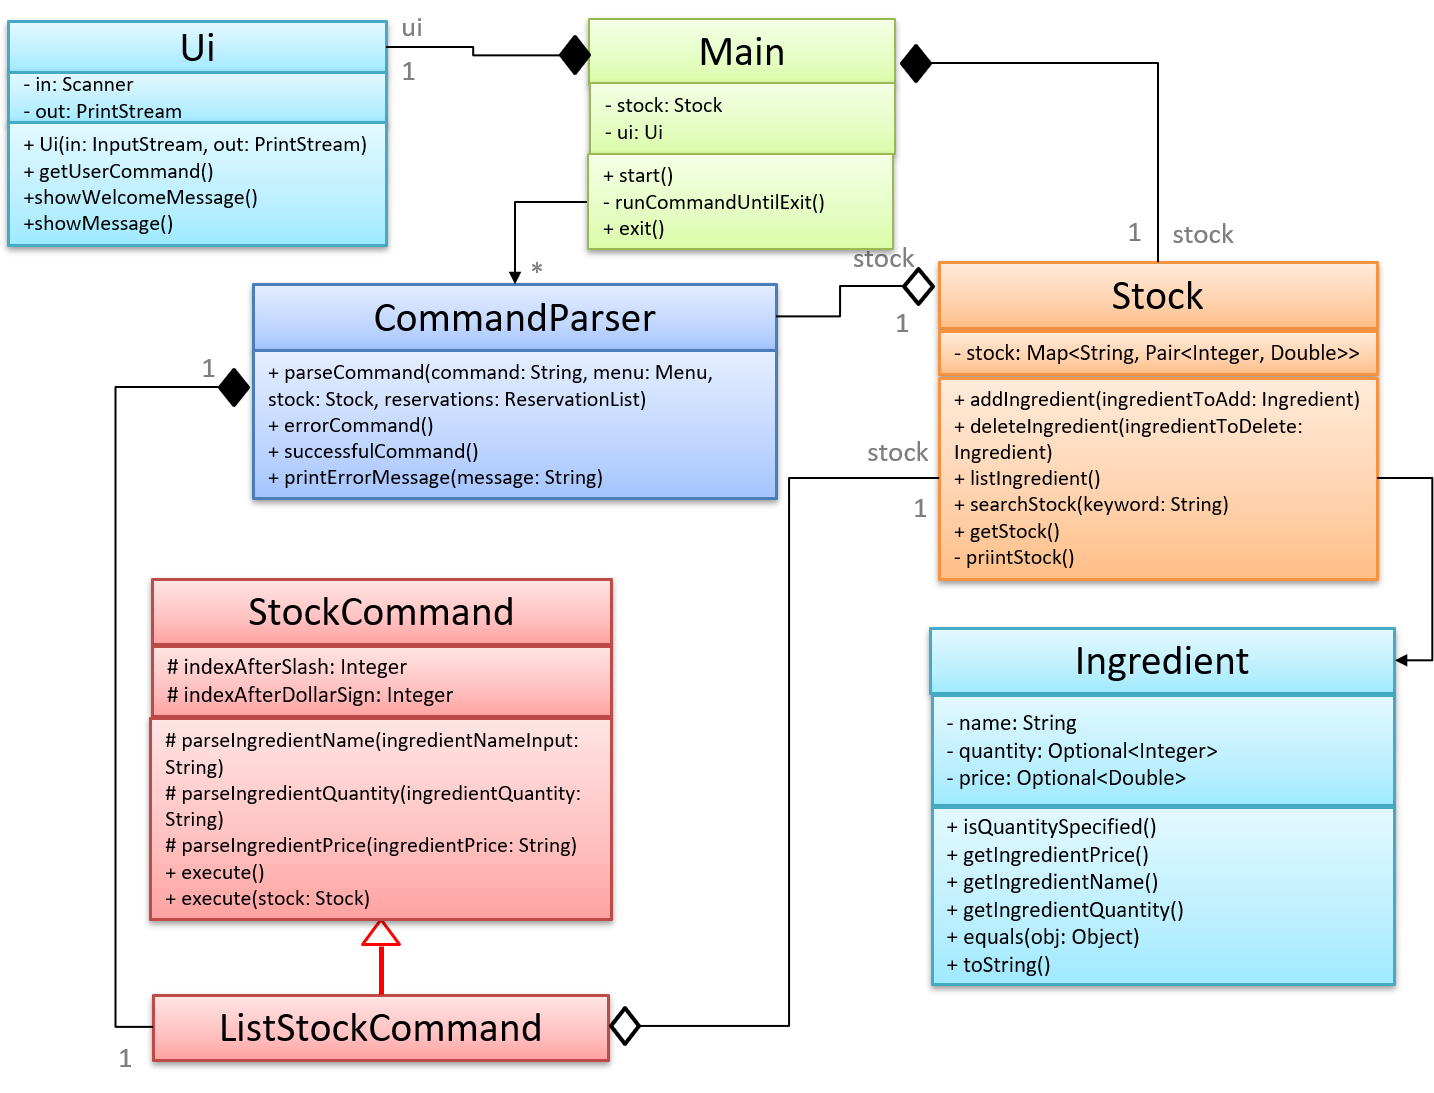 Ui
- in: Scanner
- out: PrintStream
+ Ui(in: InputStream, out: PrintStream)
+ getUserCommand()
+showWelcomeMessage()
+showMessage()
ui
1
Main
- stock: Stock
- ui: Ui
+ start()
- runCommandUntilExit()
+ exit()
1
stock
*
stock
1
CommandParser
+ parseCommand(command: String, menu: Menu,
stock: Stock, reservations: ReservationList)
+ errorCommand()
+ successfulCommand()
+ printErrorMessage(message: String)
1
Stock
- stock: Map<String, Pair<Integer, Double>>
+ addIngredient(ingredientToAdd: Ingredient)
+ deleteIngredient(ingredientToDelete:
Ingredient)
+ listIngredient()
+ searchStock(keyword: String)
+ getStock()
- priintStock()
stock
1
StockCommand
# indexAfterSlash: Integer
# indexAfterDollarSign: Integer
# parseIngredientName(ingredientNameInput:
String)
# parseIngredientQuantity(ingredientQuantity:
String)
# parseIngredientPrice(ingredientPrice: String)
+ execute()
+ execute(stock: Stock)
Ingredient
- name: String
- quantity: Optional<Integer>
- price: Optional<Double>
+ isQuantitySpecified()
+ getIngredientPrice()
+ getIngredientName()
+ getIngredientQuantity()
+ equals(obj: Object)
+ toString()
ListStockCommand
1